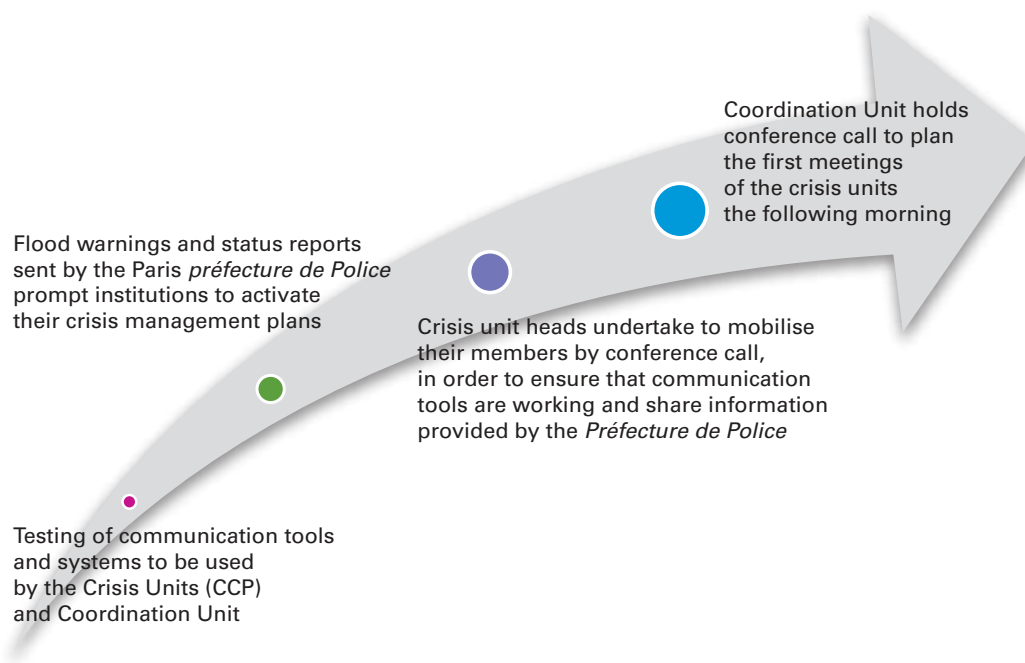 Coordination Unit holds
conference call to plan
the first meetings
of the crisis units
the following morning
Flood warnings and status reports
sent by the Paris préfecture de Police
prompt institutions to activate
their crisis management plans
Crisis unit heads undertake to mobilise
their members by conference call,
in order to ensure that communication
tools are working and share information
provided by the Préfecture de Police
Testing of communication tools
and systems to be used
by the Crisis Units (CCP)
and Coordination Unit